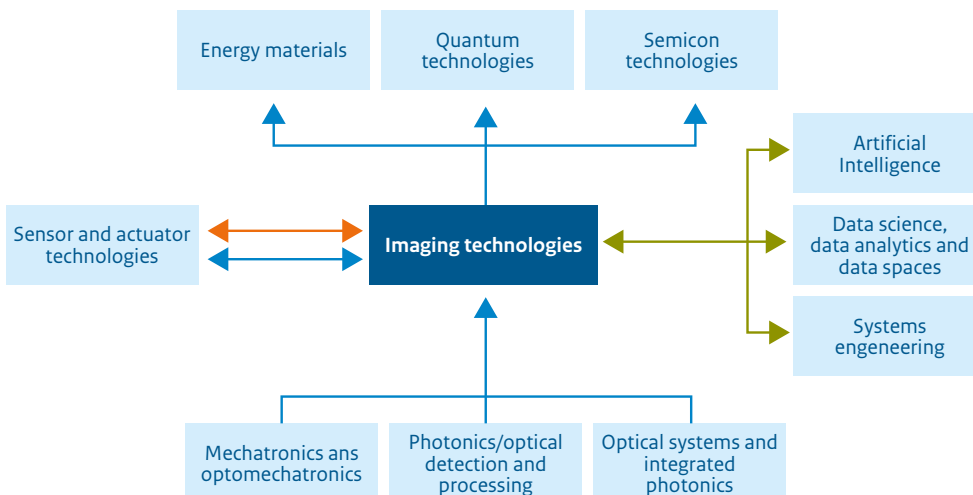 Energy materials
Quantum
technologies
Semicon
technologies
Artificial
Intelligence
Sensor and actuator
technologies
Imaging technologies
Data science,
data analytics and
data spaces
Systems
engeneering
Mechatronics ans
optomechatronics
Photonics/optical
detection and
processing
Optical systems and
integrated
photonics